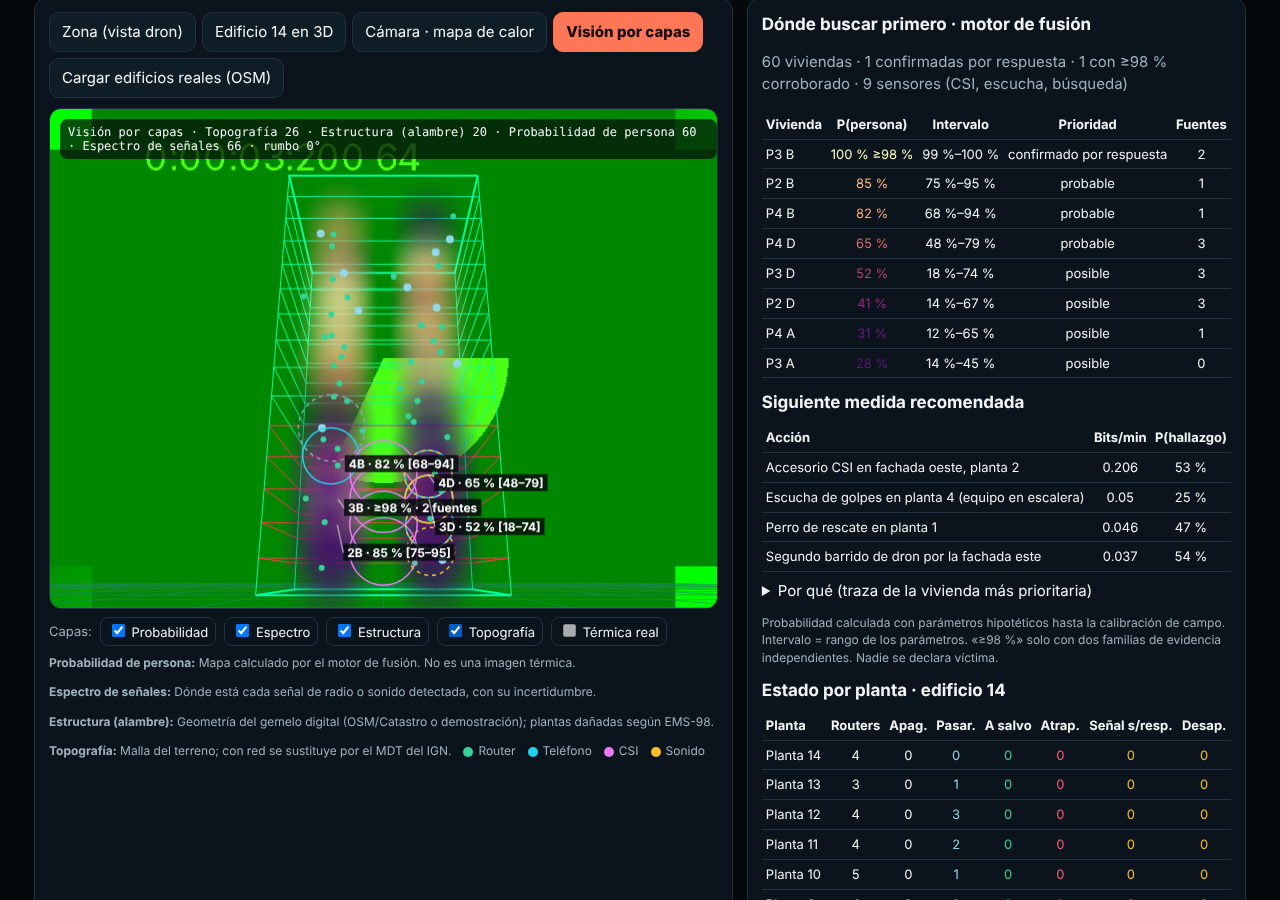 Zona (vista dron)
Edificio 14 en 3D
Cámara · mapa de calor
Visión por capas
Cargar edificios reales (OSM)
Visión por capas · Topografía 26 · Estructura (alambre) 20 · Probabilidad de persona 60
· Espectro de señales 66 · rumbo 0°
0:00:03:200 64
4B · 82 % [68–94]
4D · 65 % [48–79]
3B · ≥98 % · 2 fuentes
3D · 52 % [18–74]
2B · 85 % [75–95]
Capas: Probabilidad Espectro Estructura Topografía Térmica real
Probabilidad de persona: Mapa calculado por el motor de fusión. No es una imagen térmica.
Espectro de señales: Dónde está cada señal de radio o sonido detectada, con su incertidumbre.
Estructura (alambre): Geometría del gemelo digital (OSM/Catastro o demostración); plantas dañadas según EMS-98.
Topografía: Malla del terreno; con red se sustituye por el MDT del IGN. Router Teléfono CSI Sonido
Dónde buscar primero · motor de fusión
60 viviendas · 1 confirmadas por respuesta · 1 con ≥98 %
corroborado · 9 sensores (CSI, escucha, búsqueda)
Vivienda P(persona) Intervalo Prioridad Fuentes
P3 B 100 % ≥98 % 99 %–100 % confirmado por respuesta 2
P2 B 85 % 75 %–95 % probable 1
P4 B 82 % 68 %–94 % probable 1
P4 D 65 % 48 %–79 % probable 3
P3 D 52 % 18 %–74 % posible 3
P2 D 41 % 14 %–67 % posible 3
P4 A 31 % 12 %–65 % posible 1
P3 A 28 % 14 %–45 % posible 0
Siguiente medida recomendada
Acción Bits/min P(hallazgo)
Accesorio CSI en fachada oeste, planta 2 0.206 53 %
Escucha de golpes en planta 4 (equipo en escalera) 0.05 25 %
Perro de rescate en planta 1 0.046 47 %
Segundo barrido de dron por la fachada este 0.037 54 %
Por qué (traza de la vivienda más prioritaria)
Probabilidad calculada con parámetros hipotéticos hasta la calibración de campo.
Intervalo = rango de los parámetros. «≥98 %» solo con dos familias de evidencia
independientes. Nadie se declara víctima.
Estado por planta · edificio 14
Planta Routers Apag. Pasar. A salvo Atrap. Señal s/resp. Desap.
Planta 14 4 0 0 0 0 0 0
Planta 13 3 0 1 0 0 0 0
Planta 12 4 0 3 0 0 0 0
Planta 11 4 0 2 0 0 0 0
Planta 10 5 0 1 0 0 0 0